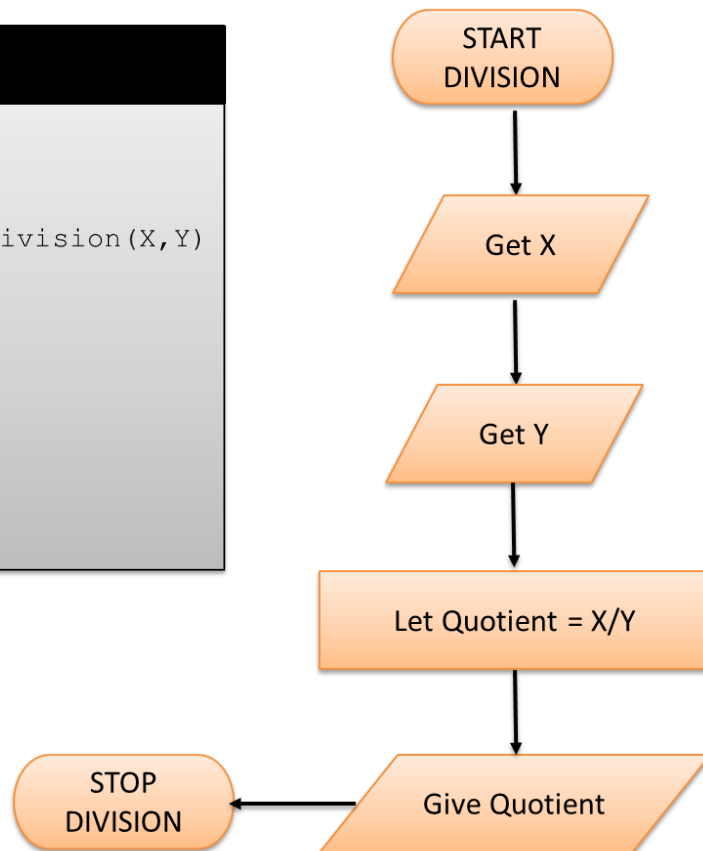 ivision(X,Y)
START
DIVISION
Get X
Get Y
Let Quotient = X/Y
Give Quotient
STOP
DIVISION